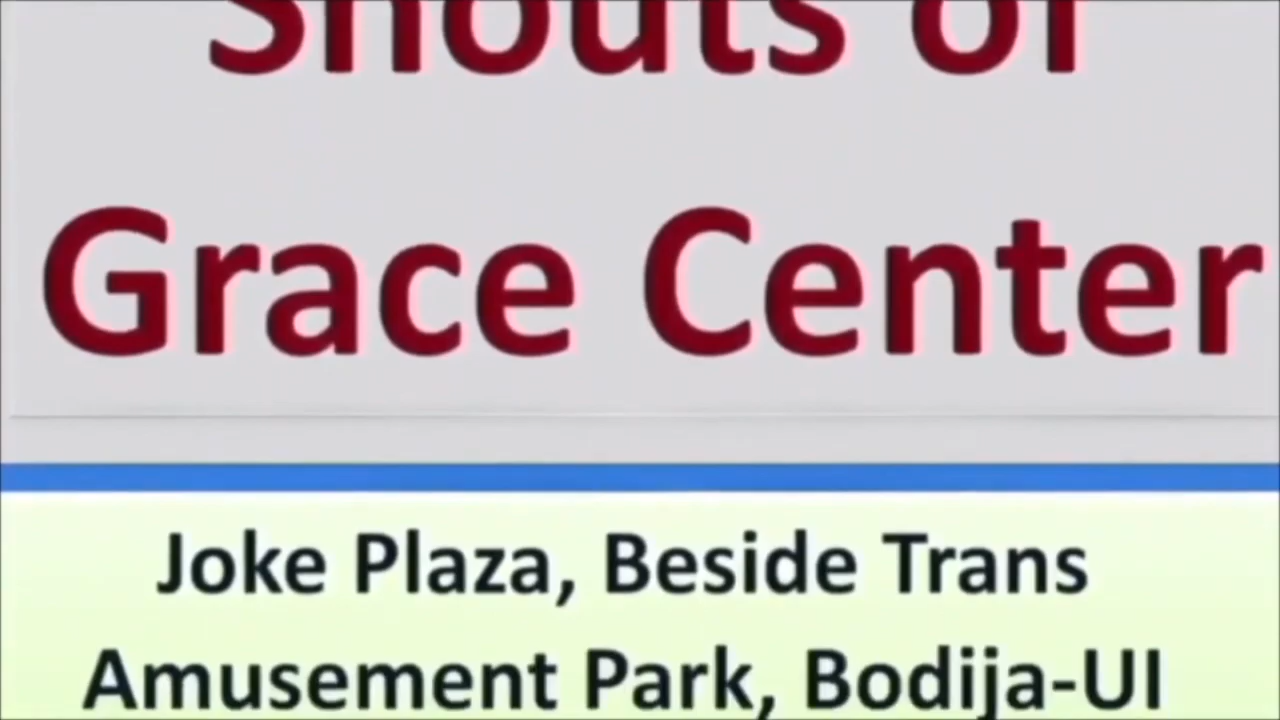 Shouts of
Grace Center
Joke Plaza, Beside Trans
Amusement Park, Bodija-UI